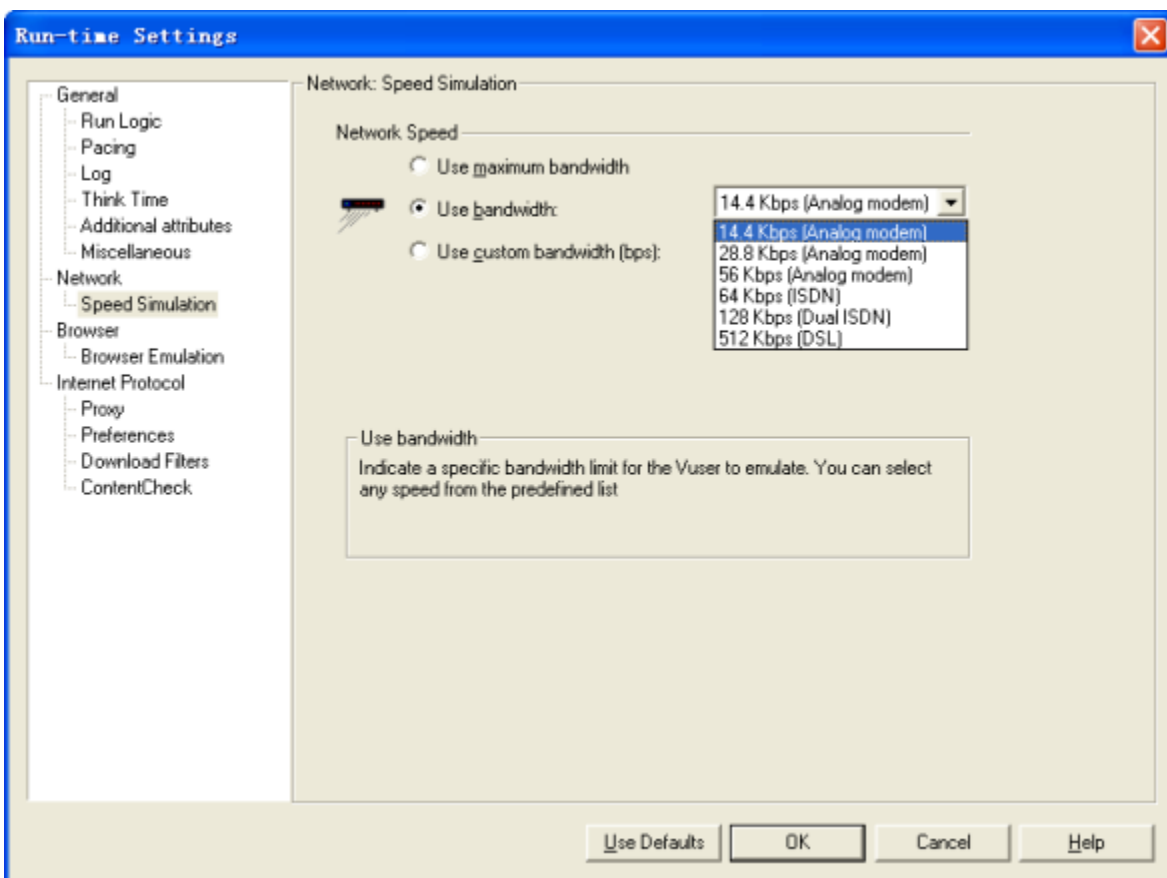 Run-time Settings
General
Run Logic
Pacing
Log
Think Time
Additional attributes
Miscellaneous
Network
Speed Simulation
Browser
Browser Emulation
Internet Protocol
Proxy
Preferences
Download Filters
ContentCheck
Network: Speed Simulation
Network Speed
Use maximum bandwidth
Use bandwidth:
14.4 Kbps (Analog modem)
14.4 Kbps (Analog modem)
28.8 Kbps (Analog modem)
56 Kbps (Analog modem)
64 Kbps (ISDN)
128 Kbps (Dual ISDN)
512 Kbps (DSL)
Use custom bandwidth (bps):
Use bandwidth
Indicate a specific bandwidth limit for the Vuser to emulate. You can select
any speed from the predefined list
Use Defaults
OK
Cancel
Help